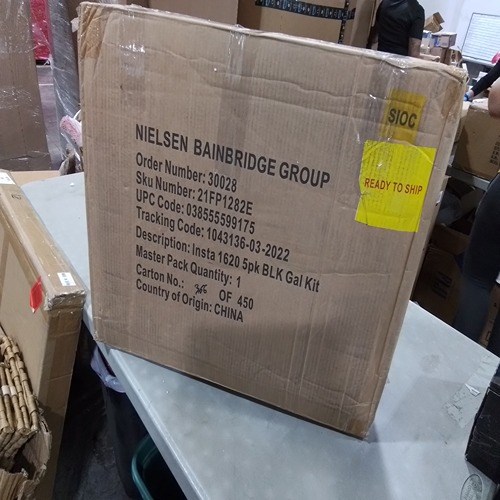 SIOC
READY TO SHIP
NIELSEN BAINBRIDGE GROUP
Order Number: 30028
Sku Number: 21FP1282E
UPC Code: 038555599175
Tracking Code: 1043136-03-2022
Description: Insta 1620 5pk BLK Gal Kit
Master Pack Quantity: 1
Carton No.: OF 450
Country of Origin: CHINA